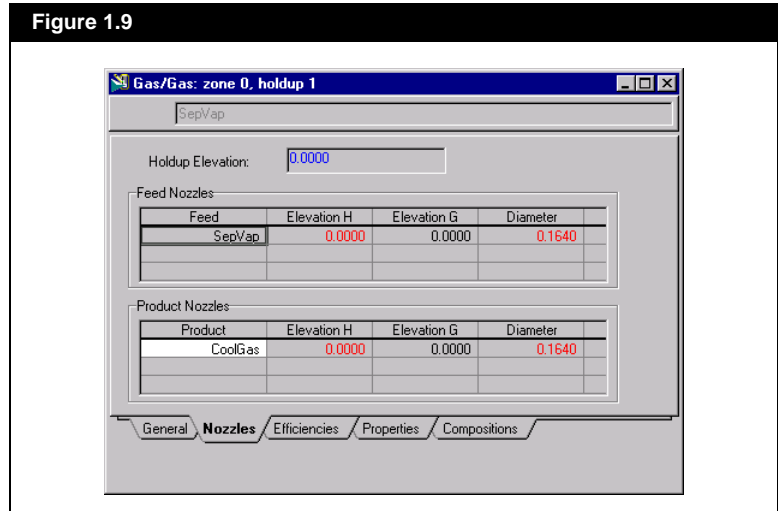 Figure 1.9
Gas/Gas: zone 0, holdup 1
SepVap
Holdup Elevation: 0.0000
Feed Nozzles
Feed Elevation H Elevation G Diameter
SepVap 0.0000 0.0000 0.1640
Product Nozzles
Product Elevation H Elevation G Diameter
CoolGas 0.0000 0.0000 0.1640
General Nozzles Efficiencies Properties Compositions